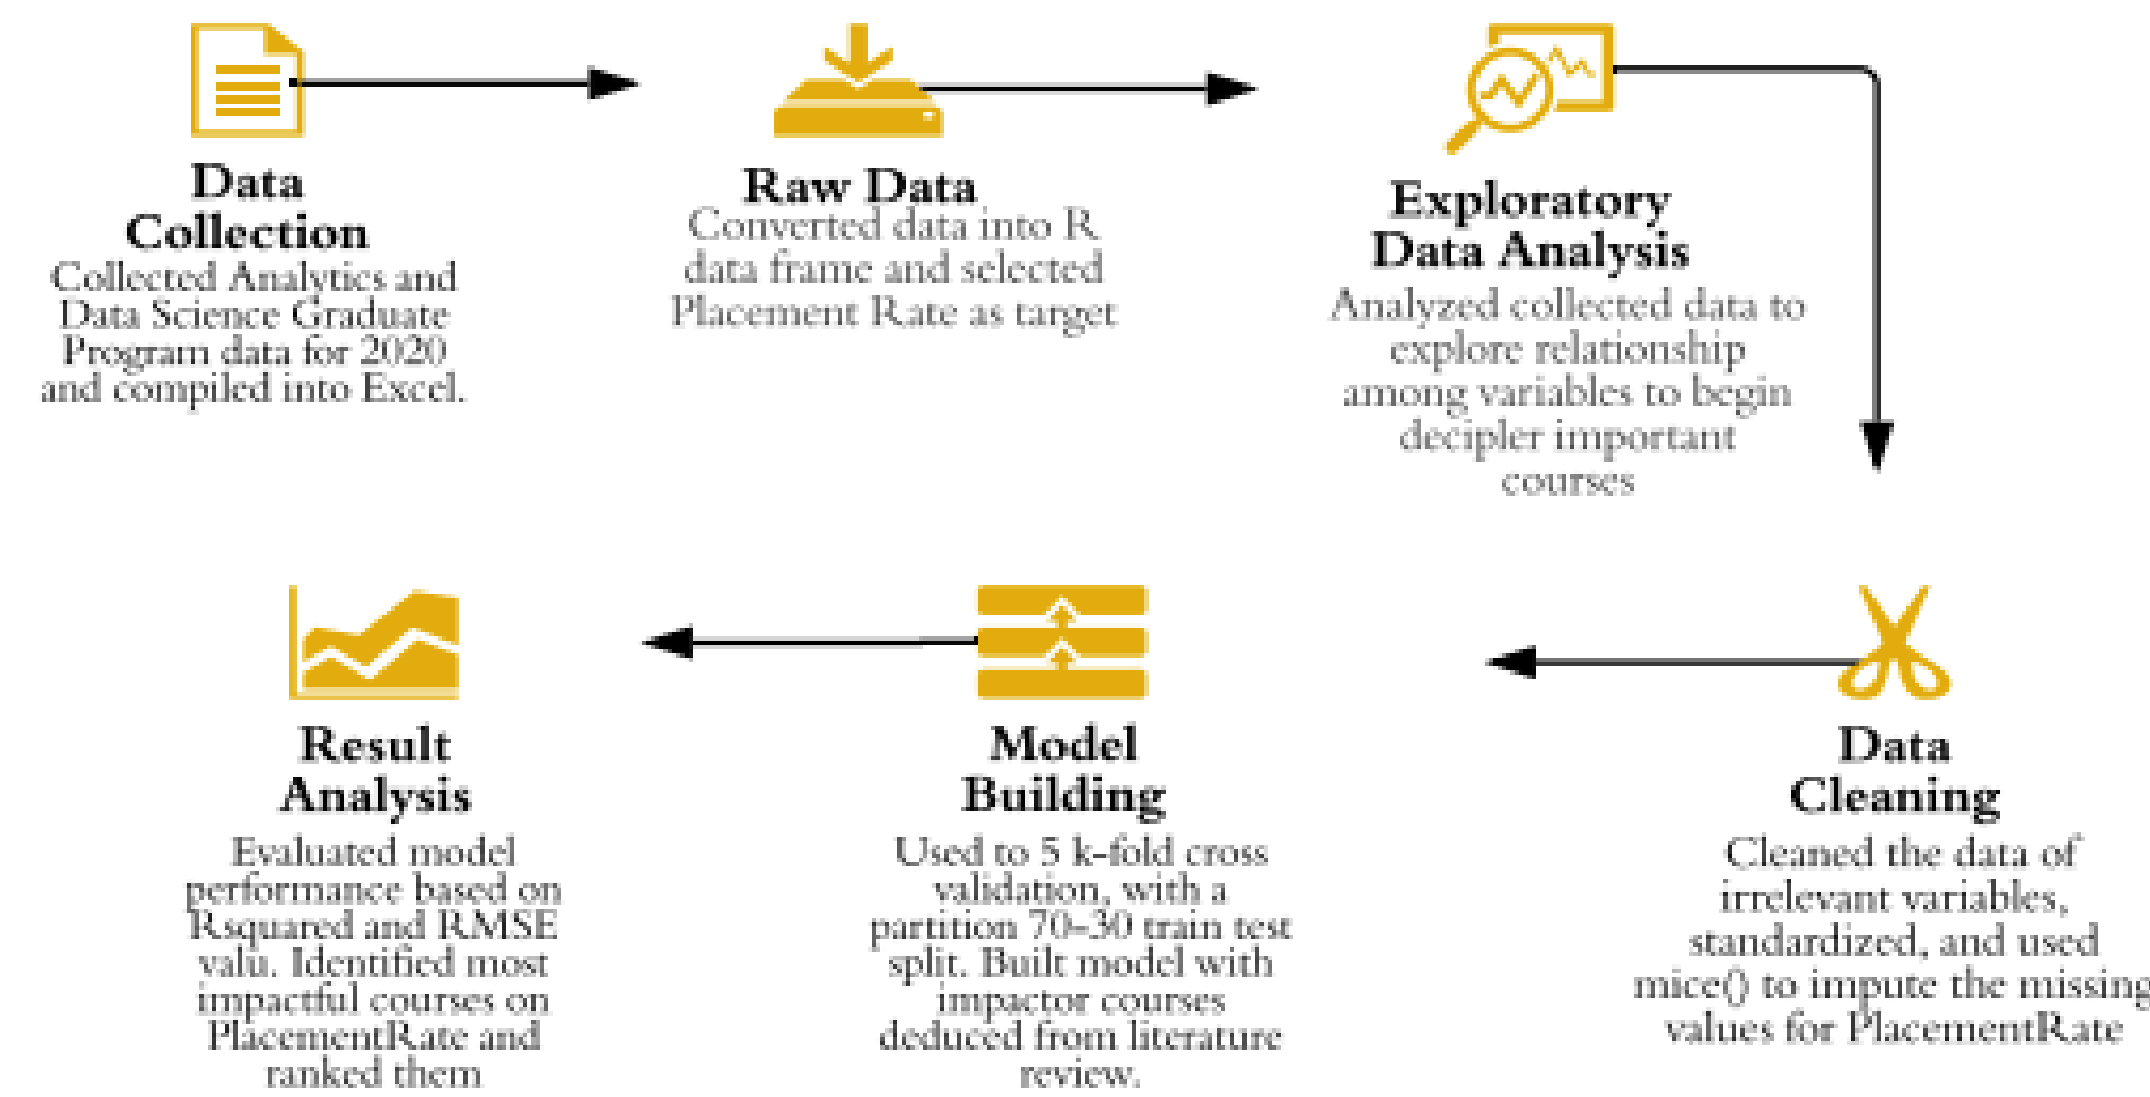 Data
Collection
Collected Analytics and
Data Science Graduate
Program data for 2020
and compiled into Excel.
Raw Data
Converted data into R
data frame and selected
Placement Rate as target
Exploratory
Data Analysis
Analyzed collected data to
explore relationship
among variables to begin
decipler important
courses
Result
Analysis
Evaluated model
performance based on
Rsquared and RMSE
valu. Identified most
impactful courses on
PlacementRate and
ranked them
Model
Building
Used to 5 k-fold cross
validation, with a
partition 70-30 train test
split. Built model with
impactor courses
deduced from literature
review.
Data
Cleaning
Cleaned the data of
irrelevant variables,
standardized, and used
mice() to impute the missing
values for PlacementRate